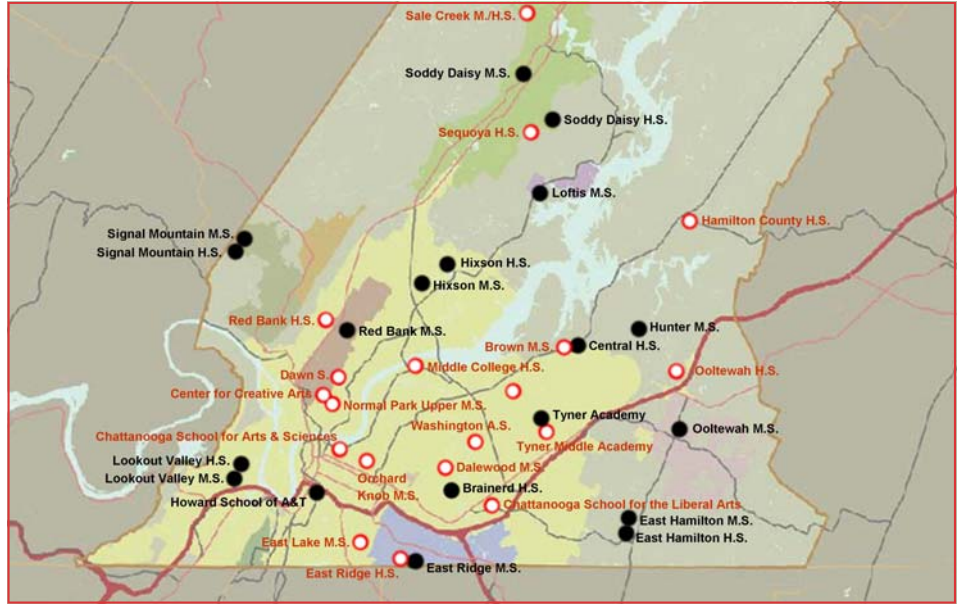 Sale Creek M./H.S.
Soddy Daisy M.S.
Soddy Daisy H.S.
Sequoya H.S.
Loftis M.S.
Hamilton County H.S.
Signal Mountain M.S.
Signal Mountain H.S.
Hixson H.S.
Hixson M.S.
Red Bank H.S.
Red Bank M.S.
Hunter M.S.
Brown M.S.
Central H.S.
Middle College H.S.
Ooltewah H.S.
Dawn S.
Center for Creative Arts
Normal Park Upper M.S.
Tyner Academy
Washington A.S.
Ooltewah M.S.
Chattanooga School for Arts & Sciences
Tyner Middle Academy
Lookout Valley H.S.
Dalewood M.S.
Lookout Valley M.S.
Orchard
Knob M.S.
Brainerd H.S.
Howard School of A&T
Chattanooga School for the Liberal Arts
East Hamilton M.S.
East Hamilton H.S.
East Lake M.S.
East Ridge H.S.
East Ridge M.S.